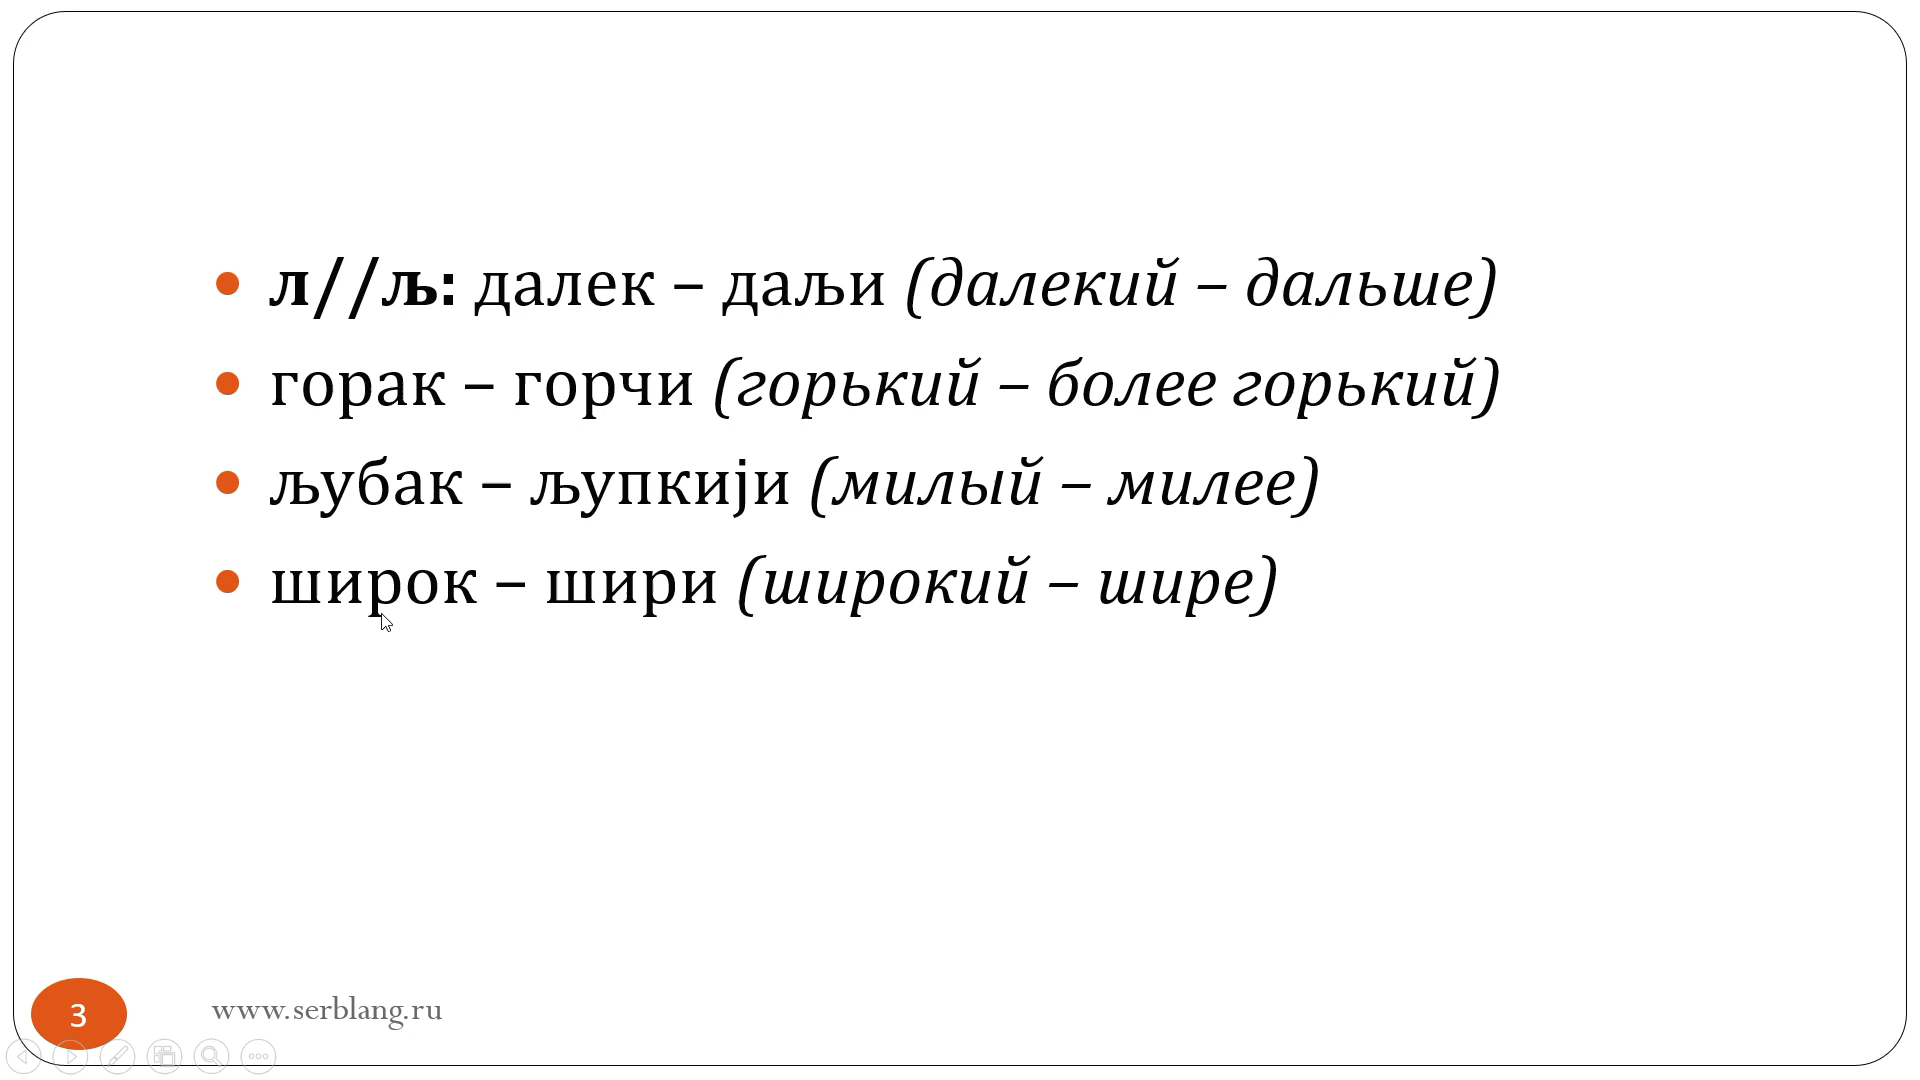 л//љ: далек – даљи (далекий – дальше)
горак – горчи (горький – более горький)
љубак – љупкији (милый – милее)
широк – шири (широкий – шире)
3
www.serblang.ru